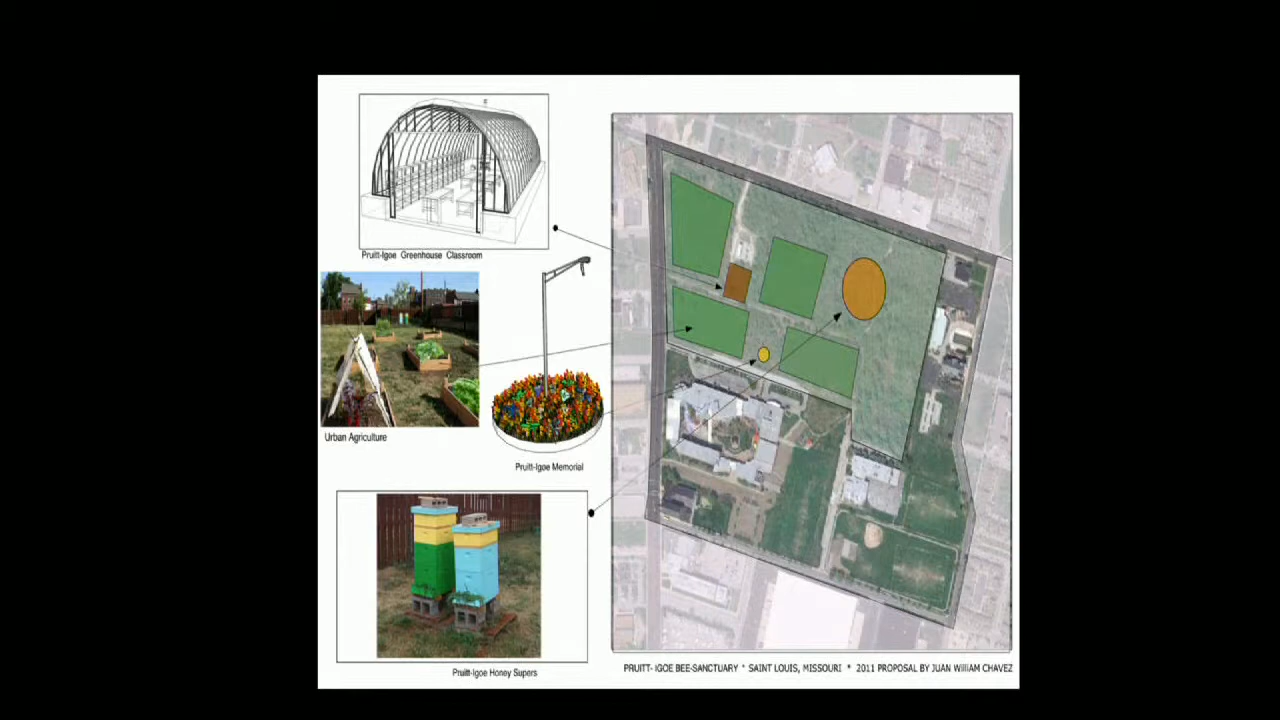 Pruitt-Igoe Greenhouse Classroom
Urban Agriculture
Pruitt-Igoe Memorial
Pruitt-Igoe Honey Supers
PRUITT- IGOE BEE-SANCTUARY * SAINT LOUIS, MISSOURI * 2011 PROPOSAL BY JUAN WIllIAM CHAVEZ